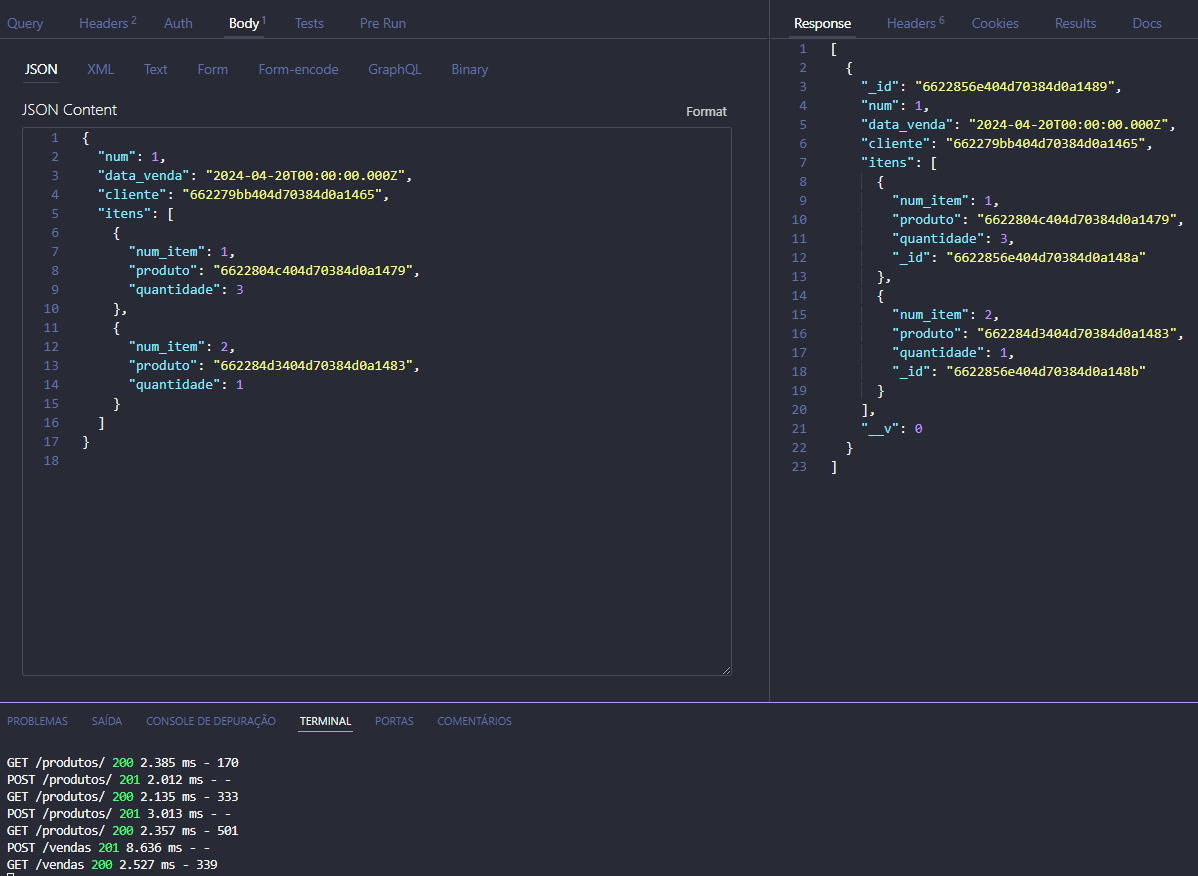 Query Headers 2 Auth Body 1 Tests Pre Run
JSON XML Text Form Form-encode GraphQL Binary
JSON Content Format
1 {
2 "num": 1,
3 "data_venda": "2024-04-20T00:00:00.000Z",
4 "cliente": "662279bb404d70384d0a1465",
5 "itens": [
6 {
7 "num_item": 1,
8 "produto": "6622804c404d70384d0a1479",
9 "quantidade": 3
10 },
11 {
12 "num_item": 2,
13 "produto": "662284d3404d70384d0a1483",
14 "quantidade": 1
15 }
16 ]
17 }
18
Response Headers 6 Cookies Results Docs
1 [
2 {
3 "_id": "6622856e404d70384d0a1489",
4 "num": 1,
5 "data_venda": "2024-04-20T00:00:00.000Z",
6 "cliente": "662279bb404d70384d0a1465",
7 "itens": [
8 {
9 "num_item": 1,
10 "produto": "6622804c404d70384d0a1479",
11 "quantidade": 3,
12 "_id": "6622856e404d70384d0a148a"
13 },
14 {
15 "num_item": 2,
16 "produto": "662284d3404d70384d0a1483",
17 "quantidade": 1,
18 "_id": "6622856e404d70384d0a148b"
19 }
20 ],
21 "__v": 0
22 }
23 ]
PROBLEMAS SAÍDA CONSOLE DE DEPURAÇÃO TERMINAL PORTAS COMENTÁRIOS
GET /produtos/ 200 2.385 ms - 170
POST /produtos/ 201 2.012 ms - -
GET /produtos/ 200 2.135 ms - 333
POST /produtos/ 201 3.013 ms - -
GET /produtos/ 200 2.357 ms - 501
POST /vendas 201 8.636 ms - -
GET /vendas 200 2.527 ms - 339